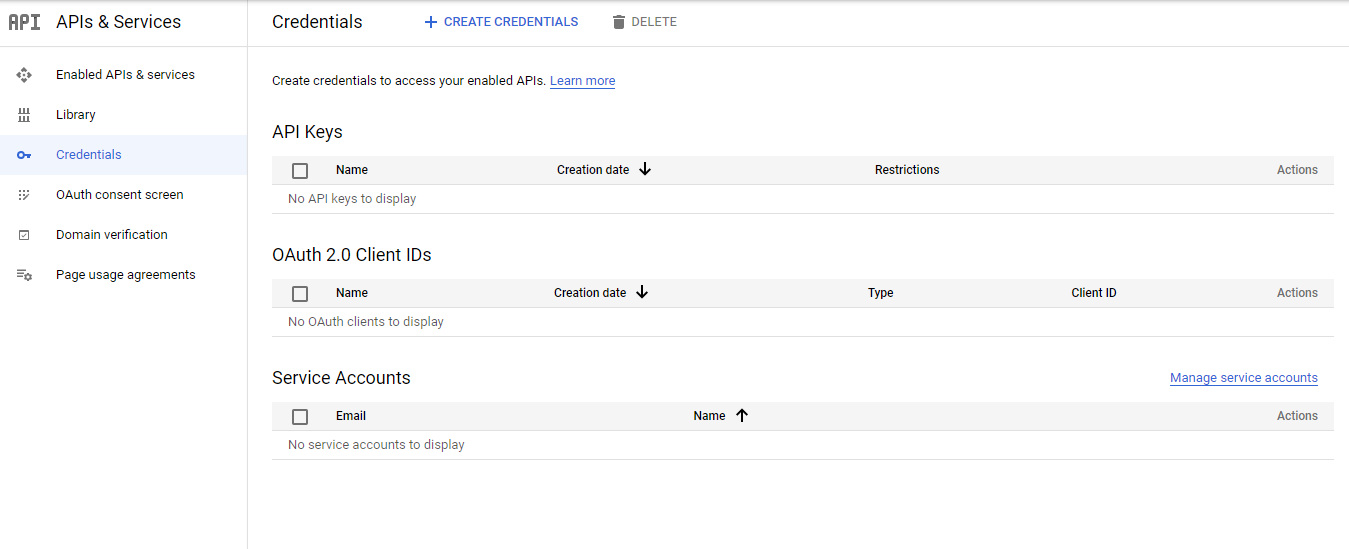 API APIs & Services
Credentials
CREATE CREDENTIALS
DELETE
Enabled APIs & services
Library
Credentials
OAuth consent screen
Domain verification
Page usage agreements
Create credentials to access your enabled APIs. Learn more
API Keys
Name Creation date Restrictions Actions
No API keys to display
OAuth 2.0 Client IDs
Name Creation date Type Client ID Actions
No OAuth clients to display
Service Accounts Manage service accounts
Email Name Actions
No service accounts to display